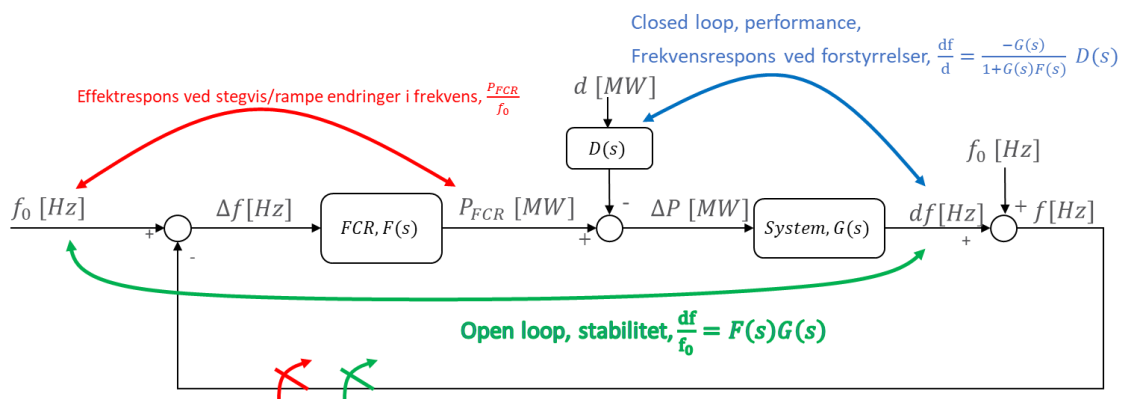 Closed loop, performance,
Frekvensrespons ved forstyrrelser, df/d = −G(s)/1+G(s)F(s) D(s)
Effektrespons ved stegvis/rampe endringer i frekvens, P_FCR/f_0
d [MW]
D(s)
f_0 [Hz]
-
f_0 [Hz]
Δf[Hz]
FCR, F(s)
P_FCR [MW]
ΔP [MW]
System, G(s)
df[Hz]
+
f[Hz]
+
-
+
+
Open loop, stabilitet, df/f_0 = F(s)G(s)